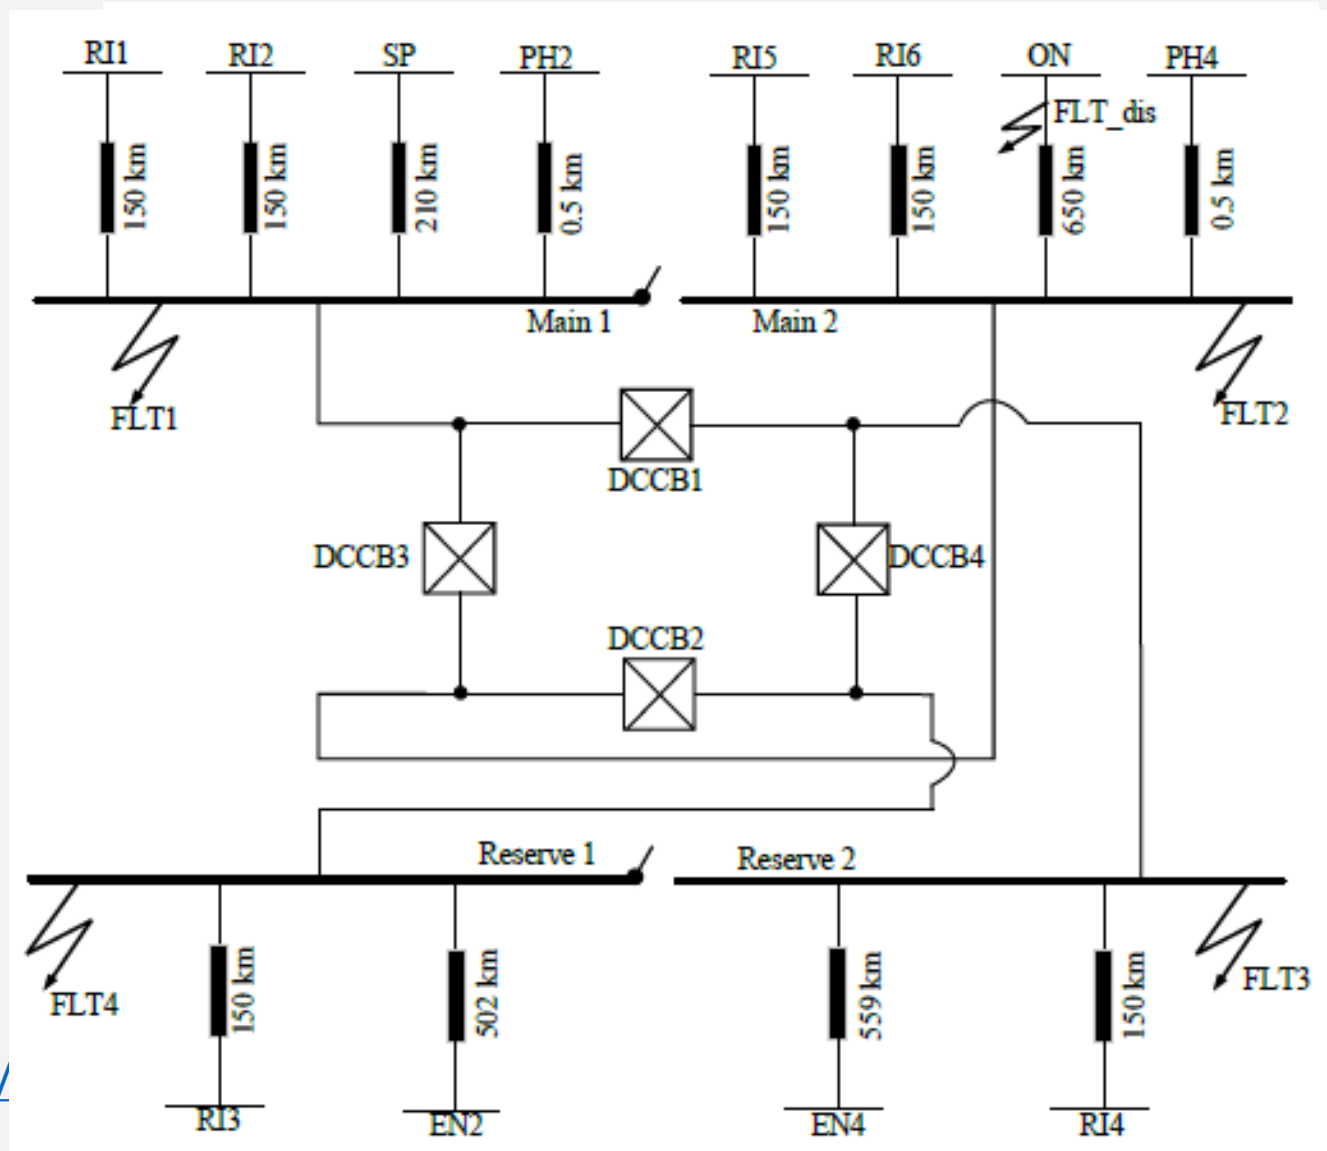 RI1 RI2 SP PH2 RI5 RI6 ON PH4
FLT_dis
150 km 150 km 210 km 0.5 km 150 km 150 km 650 km 0.5 km
Main 1 Main 2
FLT1 FLT2
DCCB1
DCCB3 DCCB4
DCCB2
Reserve 1 Reserve 2
FLT4 150 km 502 km 559 km 150 km FLT3
RI3 EN2 EN4 RI4